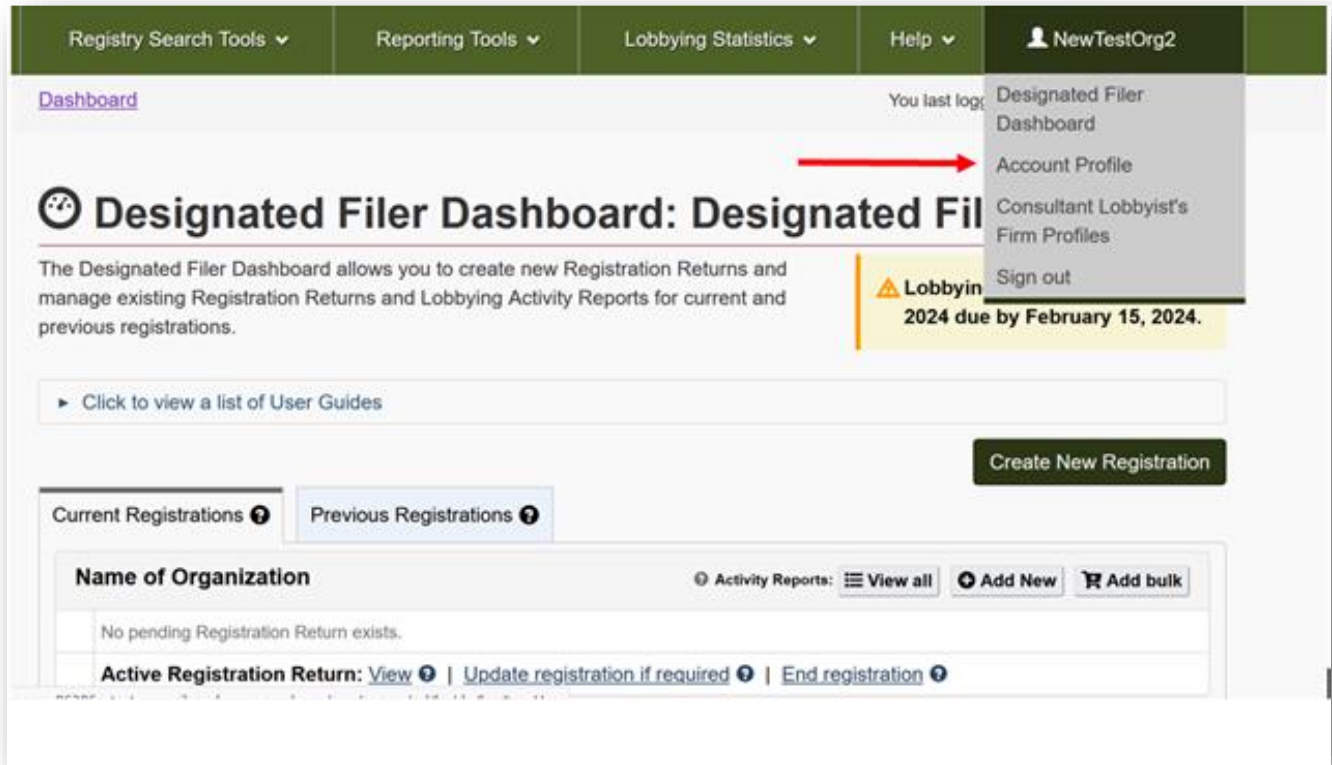 Registry Search Tools Reporting Tools Lobbying Statistics Help NewTestOrg2
Dashboard You last logg
Designated Filer
Dashboard
Account Profile
Consultant Lobbyist's
Firm Profiles
Sign out
Designated Filer Dashboard: Designated Fil
The Designated Filer Dashboard allows you to create new Registration Returns and
manage existing Registration Returns and Lobbying Activity Reports for current and
previous registrations.
Lobbyin
2024 due by February 15, 2024.
Click to view a list of User Guides
Create New Registration
Current Registrations Previous Registrations
Name of Organization Activity Reports: View all Add New Add bulk
No pending Registration Return exists.
Active Registration Return: View | Update registration if required | End registration